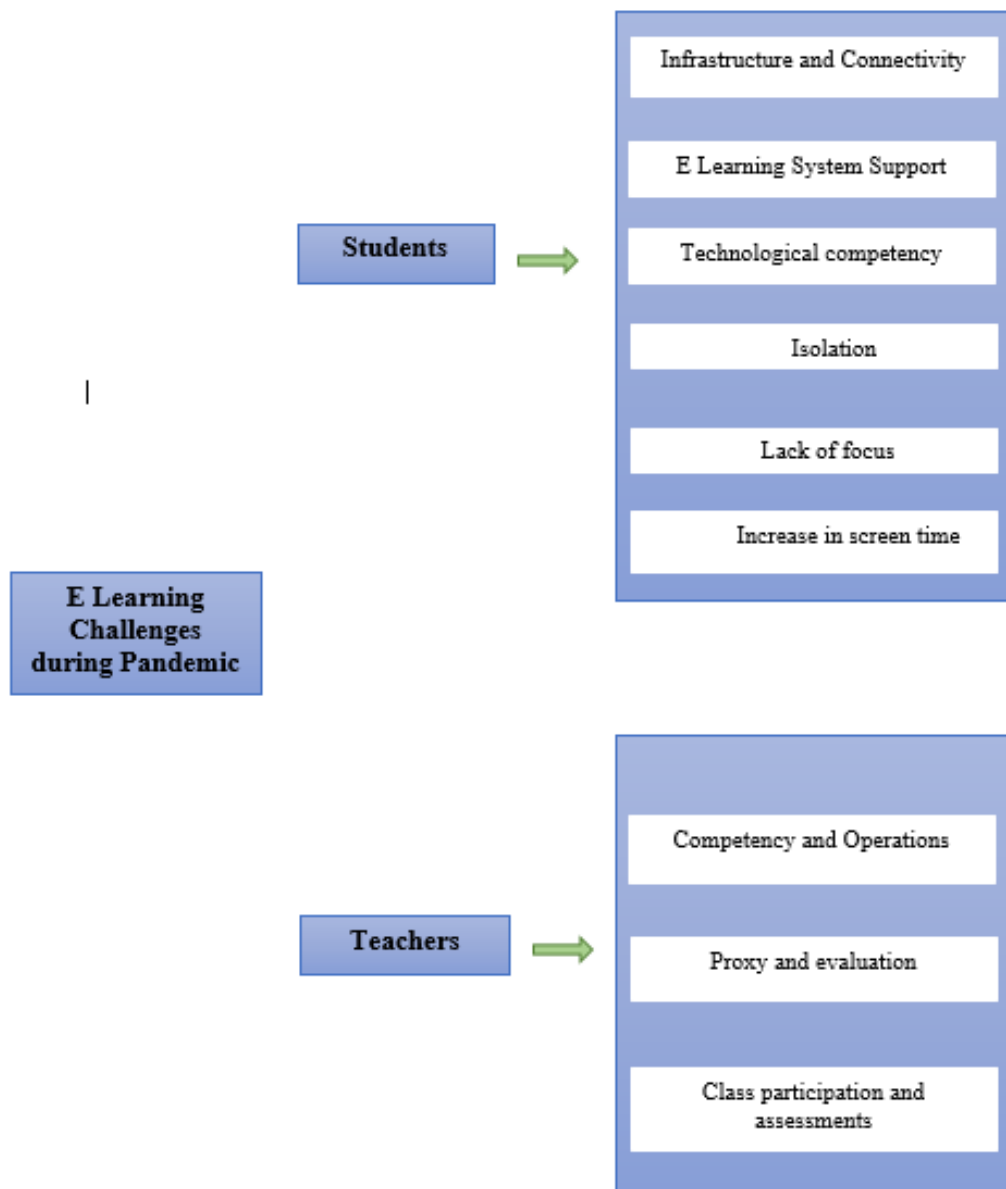 Infrastructure and Connectivity
E Learning System Support
Students
Technological competency
Isolation
Lack of focus
Increase in screen time
E Learning
Challenges
during Pandemic
Competency and Operations
Teachers
Proxy and evaluation
Class participation and
assessments